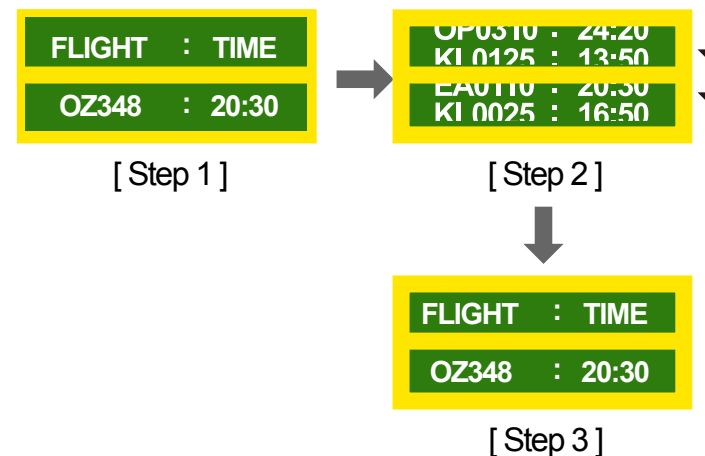 FLIGHT : TIME
OZ348 : 20:30
[ Step 1 ]
OP0310 : 24:20
KL0125 : 13:50
EA0110 : 20:30
KL0025 : 16:50
[ Step 2 ]
FLIGHT : TIME
OZ348 : 20:30
[ Step 3 ]